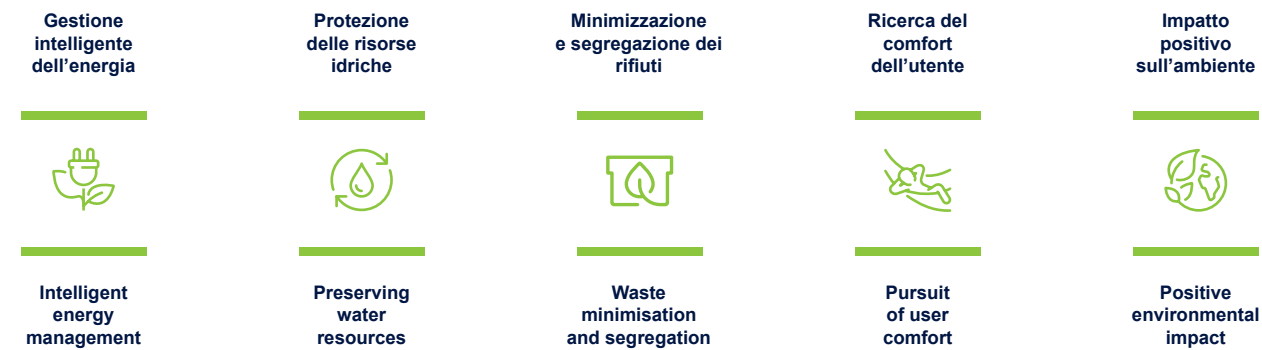 Gestione
intelligente
dell'energia
Protezione
delle risorse
idriche
Minimizzazione
e segregazione dei
rifiuti
Ricerca del
comfort
dell'utente
Impatto
positivo
sull'ambiente
Intelligent
energy
management
Preserving
water
resources
Waste
minimisation
and segregation
Pursuit
of user
comfort
Positive
environmental
impact